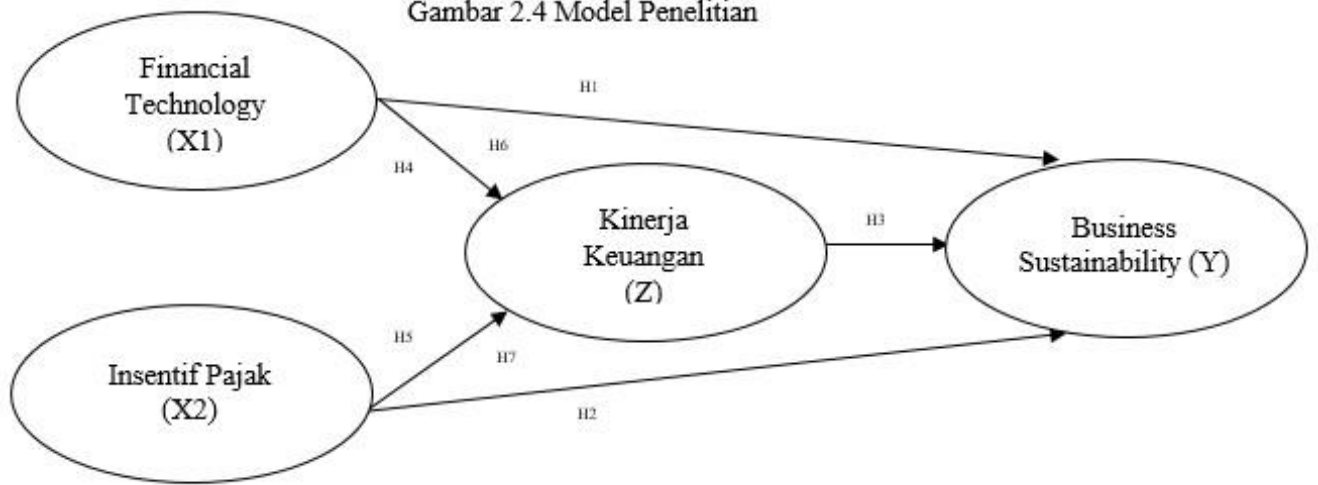 Gambar 2.4 Model Penelitian
Financial
Technology
(X1)
H1
H6
H4
Kinerja
Keuangan
(Z)
H3
Business
Sustainability (Y)
H5
H7
Insentif Pajak
(X2)
H2